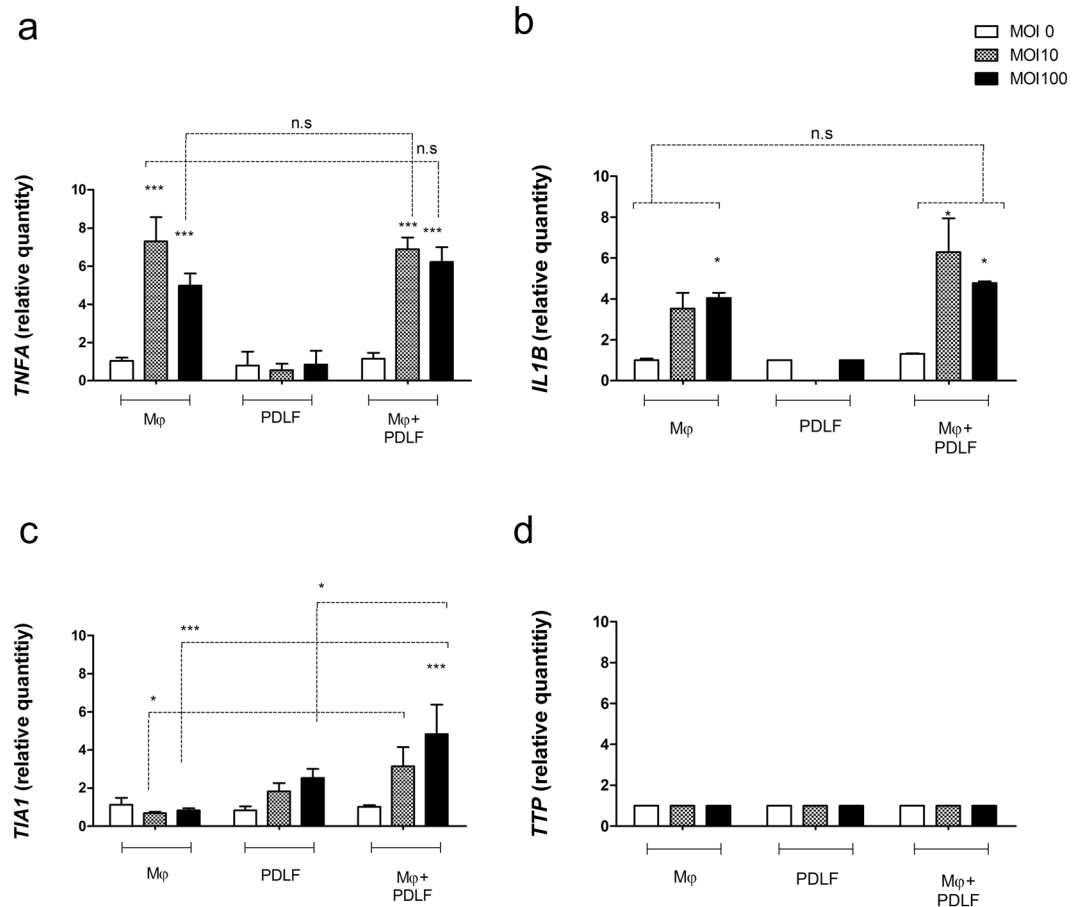 a
b
MOI 0
MOI10
MOI100
n.s
n.s
TNFA (relative quantity)
10
8
6
4
2
0
***
***
***
***
Mφ
PDLF
Mφ+
PDLF
n.s
IL1B (relative quantity)
10
8
6
4
2
0
*
*
*
Mφ
PDLF
Mφ+
PDLF
c
d
TIA1 (relative quantitiy)
10
8
6
4
2
0
*
***
*
***
Mφ
PDLF
Mφ+
PDLF
TTP (relative quantity)
10
8
6
4
2
0
Mφ
PDLF
Mφ+
PDLF